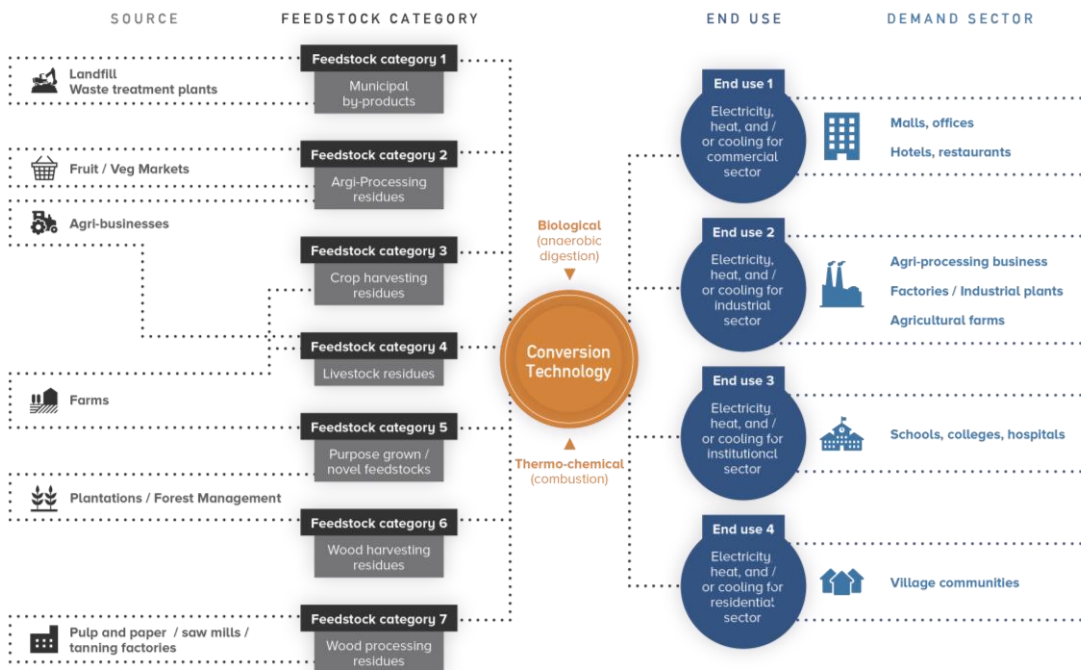 SOURCE
FEEDSTOCK CATEGORY
END USE
DEMAND SECTOR
Landfill
Waste treatment plants
Fruit / Veg Markets
Agri-businesses
Farms
Plantations / Forest Management
Pulp and paper / saw mills /
tanning factories
Feedstock category 1
Municipal
by-products
Feedstock category 2
Argi-Processing
residues
Feedstock category 3
Crop harvesting
residues
Feedstock category 4
Livestock residues
Feedstock category 5
Purpose grown /
novel feedstocks
Feedstock category 6
Wood harvesting
residues
Feedstock category 7
Wood processing
residues
Biological
(anaerobic
digestion)
Conversion
Technology
Thermo-chemical
(combustion)
End use 1
Electricity,
heat, and /
or cooling for
commercial
sector
Malls, offices
Hotels, restaurants
End use 2
Electricity,
heat, and /
or cooling for
industrial
sector
Agri-processing business
Factories / Industrial plants
Agricultural farms
End use 3
Electricity,
heat, and /
or cooling for
institutional
sector
Schools, colleges, hospitals
End use 4
Electricity,
heat, and /
or cooling for
residential
sector
Village communities